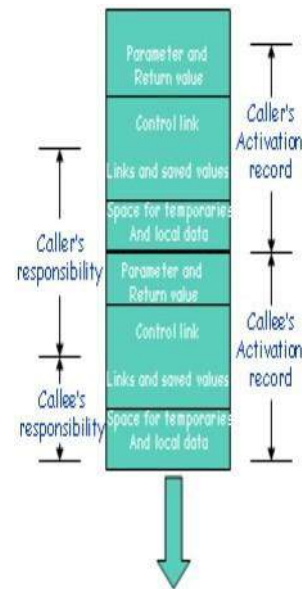 Parameter and
Return value
Control link
Links and saved values
Space for temporaries
And local data
Caller's
Activation
record
Caller's
responsibility
Parameter and
Return value
Control link
Links and saved values
Space for temporaries
And local data
Callee's
Activation
record
Callee's
responsibility